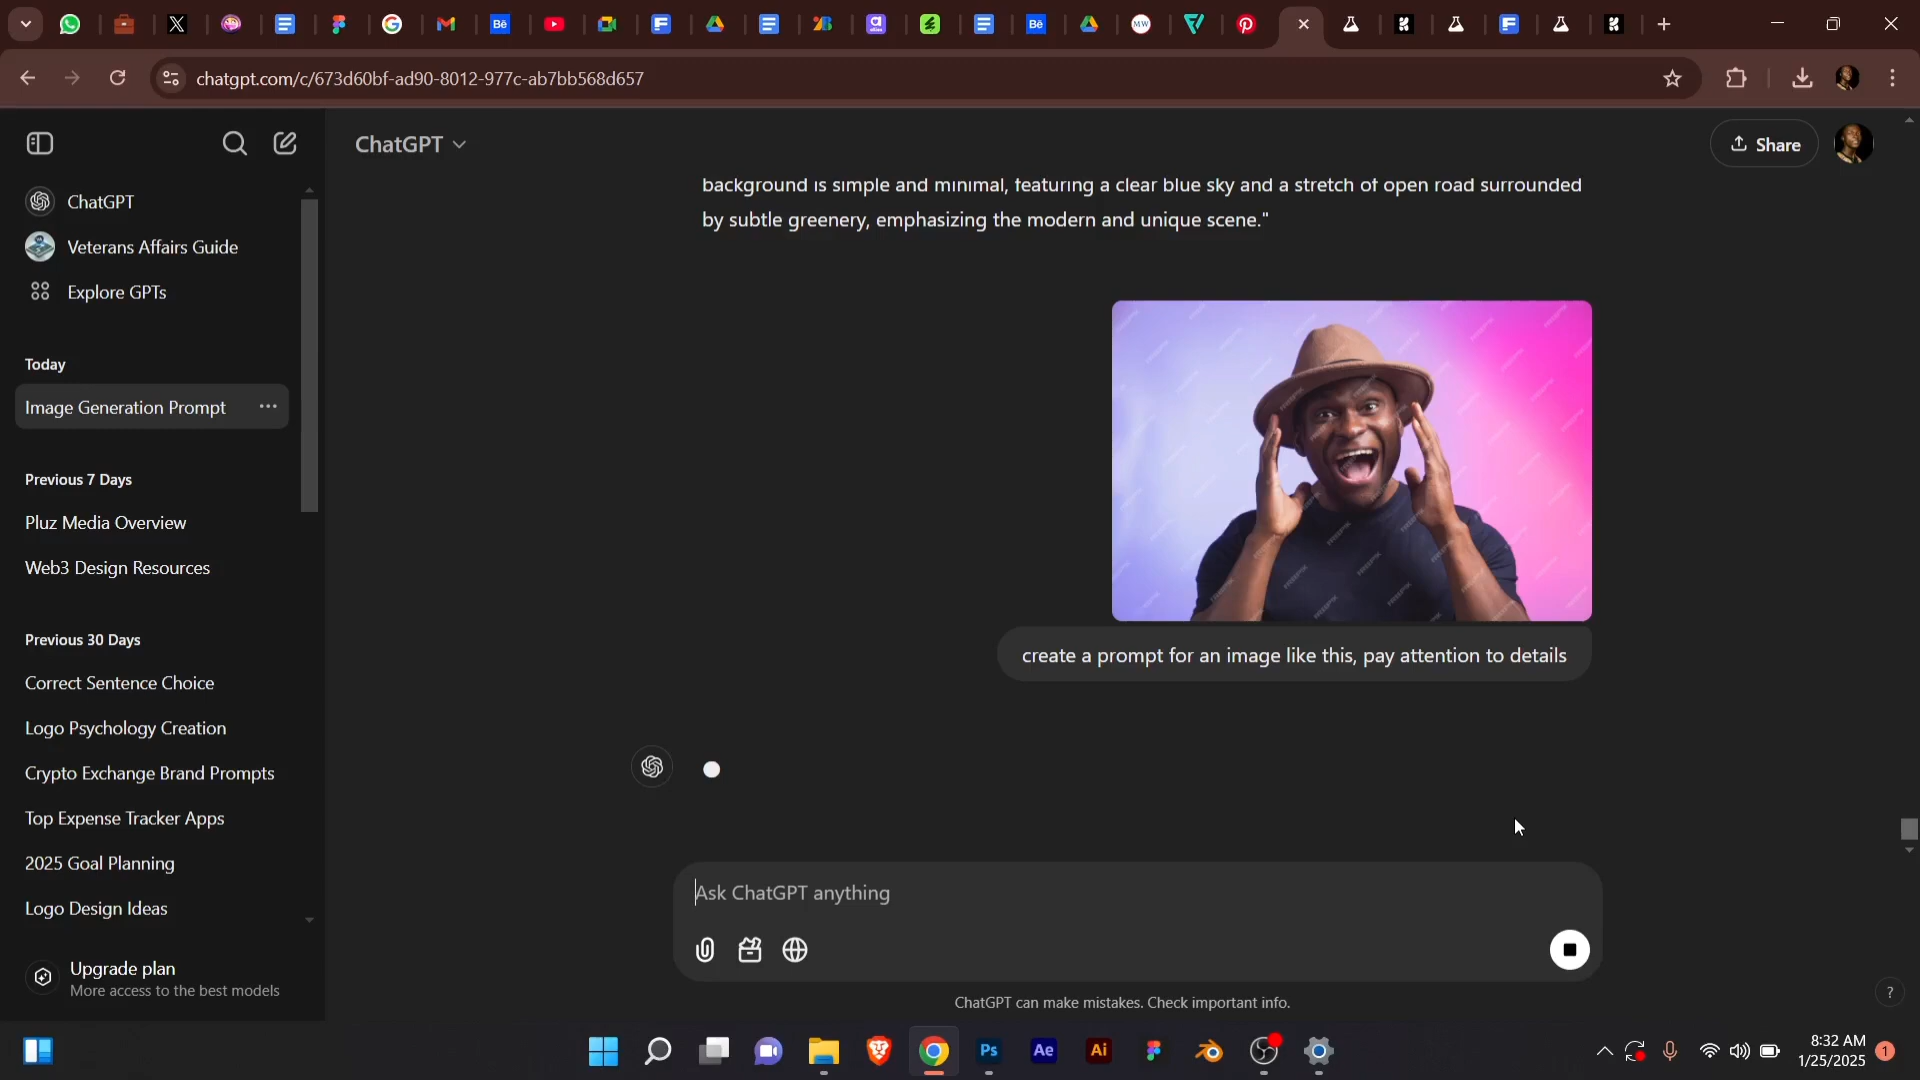 chatgpt.com/c/673d60bf-ad90-8012-977c-ab7bb568d657
ChatGPT
Share
ChatGPT
Veterans Affairs Guide
Explore GPTs
Today
Image Generation Prompt
Previous 7 Days
Pluz Media Overview
Web3 Design Resources
Previous 30 Days
Correct Sentence Choice
Logo Psychology Creation
Crypto Exchange Brand Prompts
Top Expense Tracker Apps
2025 Goal Planning
Logo Design Ideas
Upgrade plan
More access to the best models
background is simple and minimal, featuring a clear blue sky and a stretch of open road surrounded
by subtle greenery, emphasizing the modern and unique scene."
create a prompt for an image like this, pay attention to details
Ask ChatGPT anything
ChatGPT can make mistakes. Check important info.
?
Ps
Ae
Ai
8:32 AM
1/25/2025
1